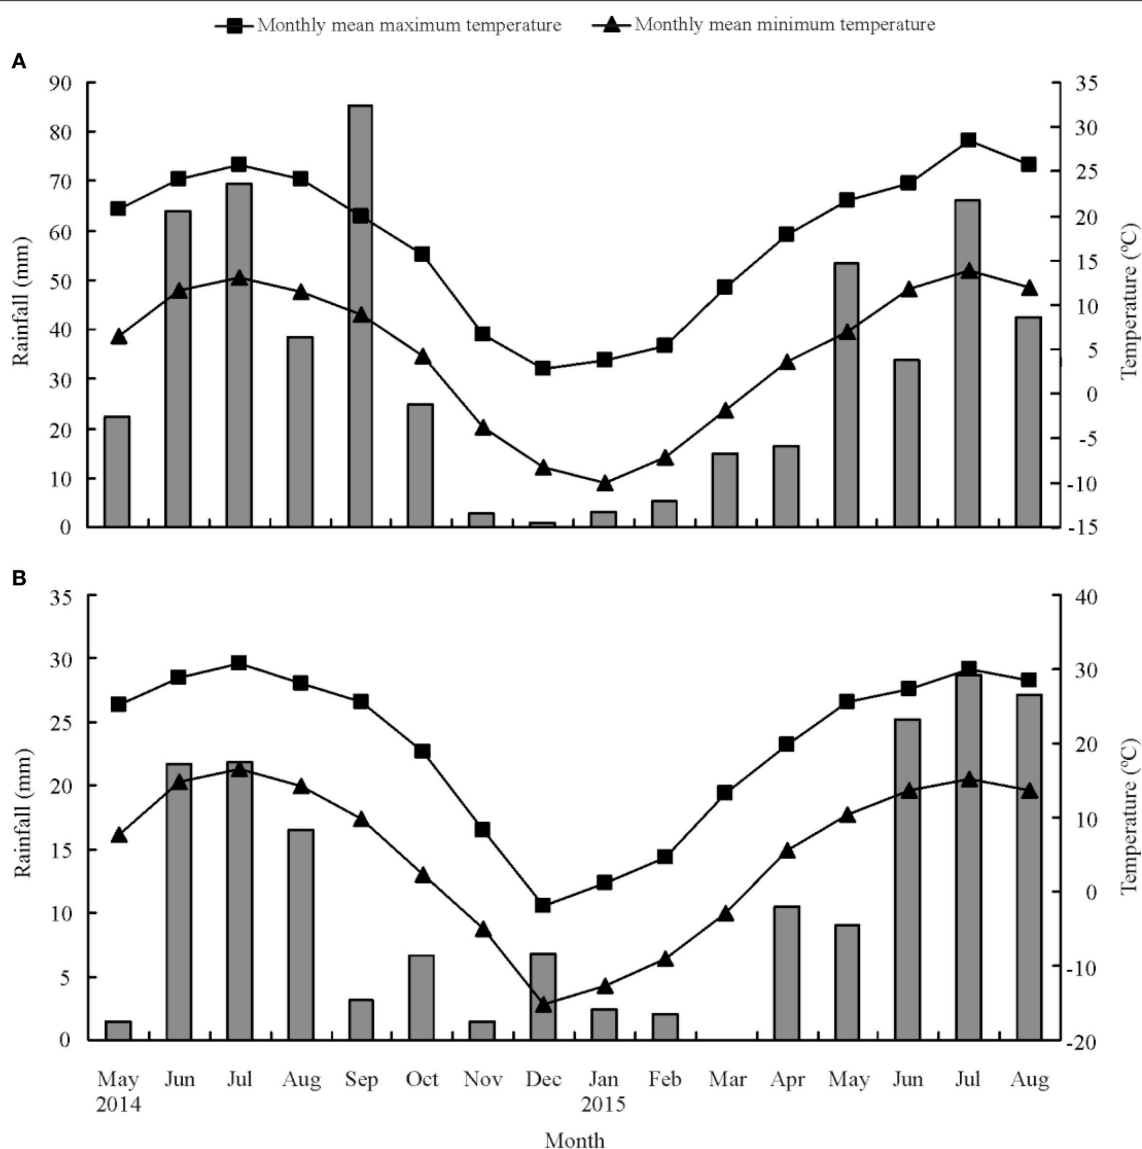 Monthly mean maximum temperature Monthly mean minimum temperature
A
90 35
80 30
70 25
60 20
50 15
40 10
30 5
20 0
10 -5
0 -10
-15
Rainfall (mm)
Temperature (°C)
B
35 40
30 30
25 20
20 10
15 0
10 -10
5 -20
0
Rainfall (mm)
Temperature (°C)
May Jun Jul Aug Sep Oct Nov Dec Jan Feb Mar Apr May Jun Jul Aug
2014 2015
Month